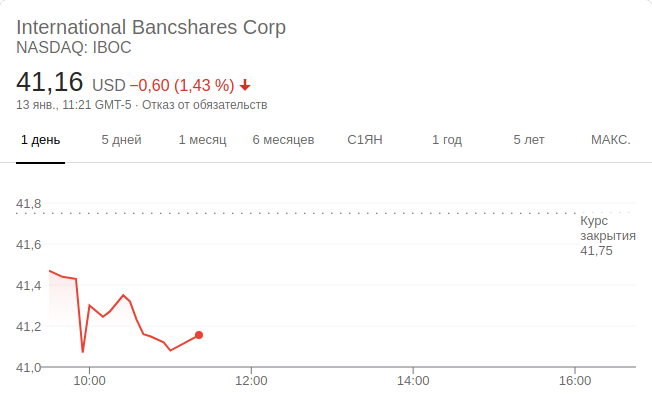 International Bancshares Corp
NASDAQ: IBOC
41,16 USD −0,60 (1,43 %)
13 янв., 11:21 GMT-5 · Отказ от обязательств
1 день 5 дней 1 месяц 6 месяцев С1ЯН 1 год 5 лет МАКС.
41,8
Курс
закрытия
41,75
41,6
41,4
41,2
41,0
10:00 12:00 14:00 16:00